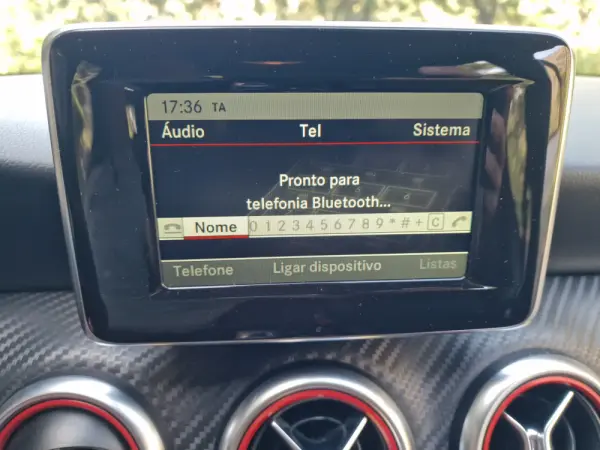 17:36 TA
Áudio Tel Sistema
Pronto para
telefonia Bluetooth...
Nome 0 1 2 3 4 5 6 7 8 9 * # + C
Telefone Ligar dispositivo Listas